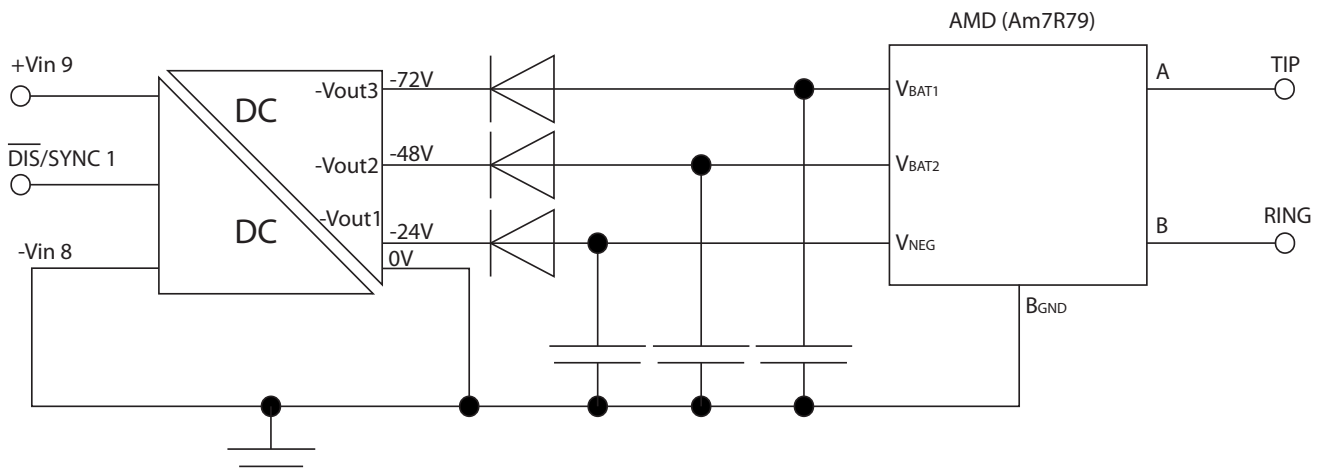 AMD (Am7R79)
+Vin 9
DIS/SYNC 1
-Vin 8
DC
DC
-Vout3
-72V
-Vout2
-48V
-Vout1
-24V
0V
VBAT1
VBAT2
VNEG
BGND
A
TIP
B
RING